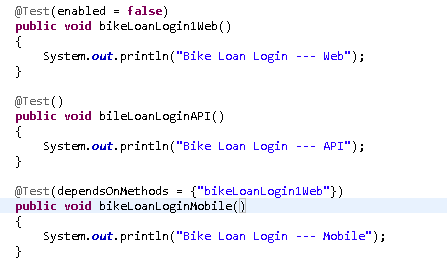 @Test(enabled = false)
public void bikeLoanLogin1Web()
{
System.out.println("Bike Loan Login --- Web");
}
@Test()
public void bileLoanLoginAPI()
{
System.out.println("Bike Loan Login --- API");
}
@Test(dependsOnMethods = {"bikeLoanLogin1Web"})
public void bikeLoanLoginMobile()
{
System.out.println("Bike Loan Login --- Mobile");
}